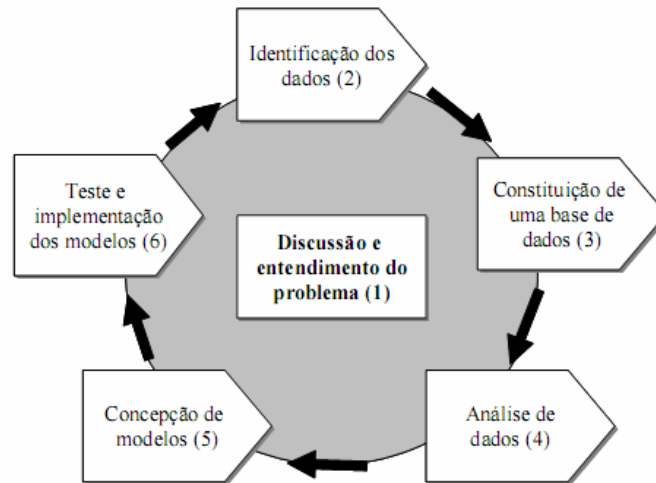 Identificação dos
dados (2)
Constituição de
uma base de
dados (3)
Análise de
dados (4)
Concepção de
modelos (5)
Teste e
implementação
dos modelos (6)
Discussão e
entendimento do
problema (1)